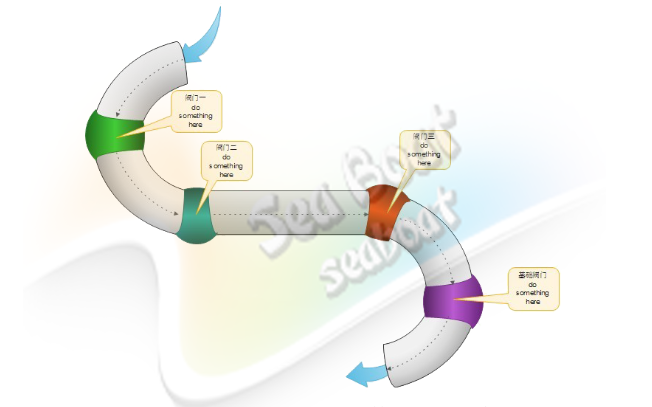 阀门一
do
something
here
阀门二
do
something
here
阀门三
do
something
here
基础阀门
do
something
here
Sea Boat
seaboat